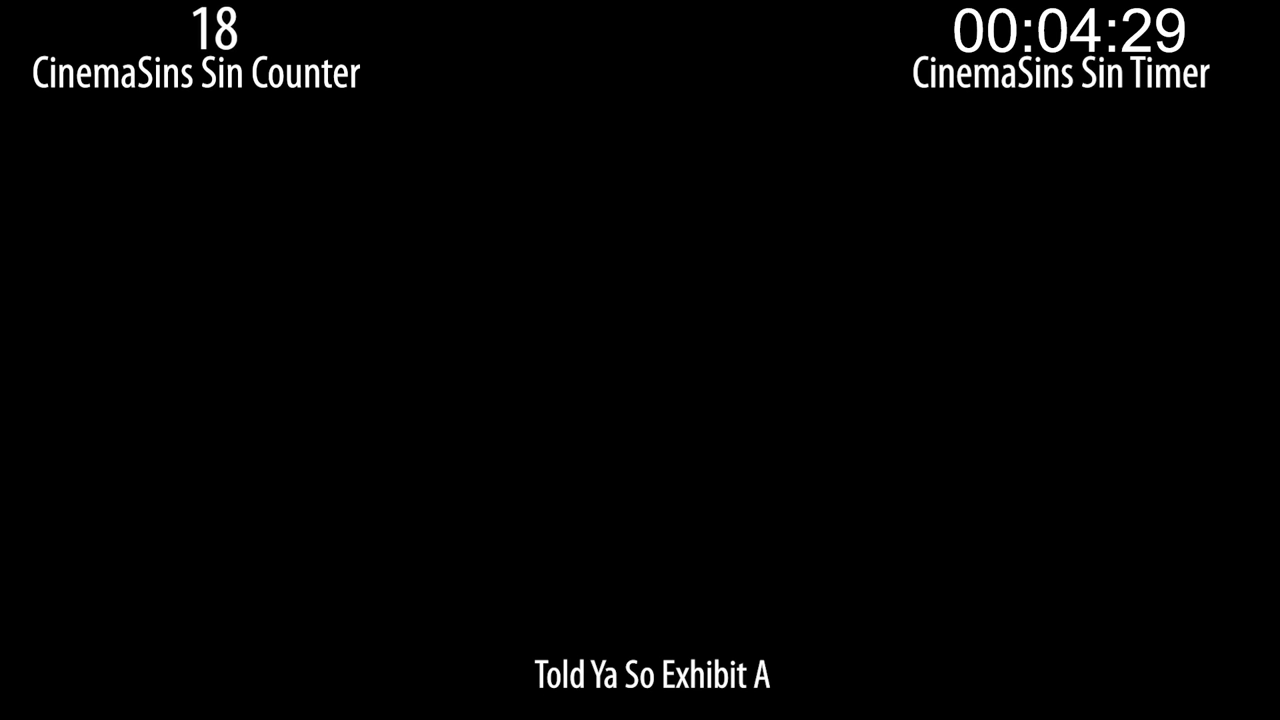 18
CinemaSins Sin Counter
00:04:29
CinemaSins Sin Timer
Told Ya So Exhibit A